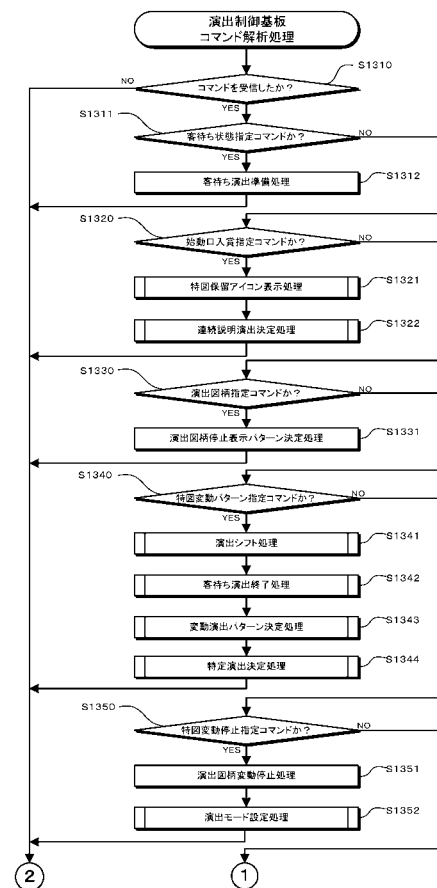 演出制御基板
コマンド解析処理
S1310
NO
コマンドを受信したか？
YES
S1311
客待ち状態指定コマンドか？
NO
YES
客待ち演出準備処理
S1312
S1320
始動口入賞指定コマンドか？
NO
YES
特図保留アイコン表示処理
S1321
連続説明演出決定処理
S1322
S1330
演出図柄指定コマンドか？
NO
YES
演出図柄停止表示パターン決定処理
S1331
S1340
特図変動パターン指定コマンドか？
NO
YES
演出シフト処理
S1341
客待ち演出終了処理
S1342
変動演出パターン決定処理
S1343
特定演出決定処理
S1344
S1350
特図変動停止指定コマンドか？
NO
YES
演出図柄変動停止処理
S1351
演出モード設定処理
S1352
2
1